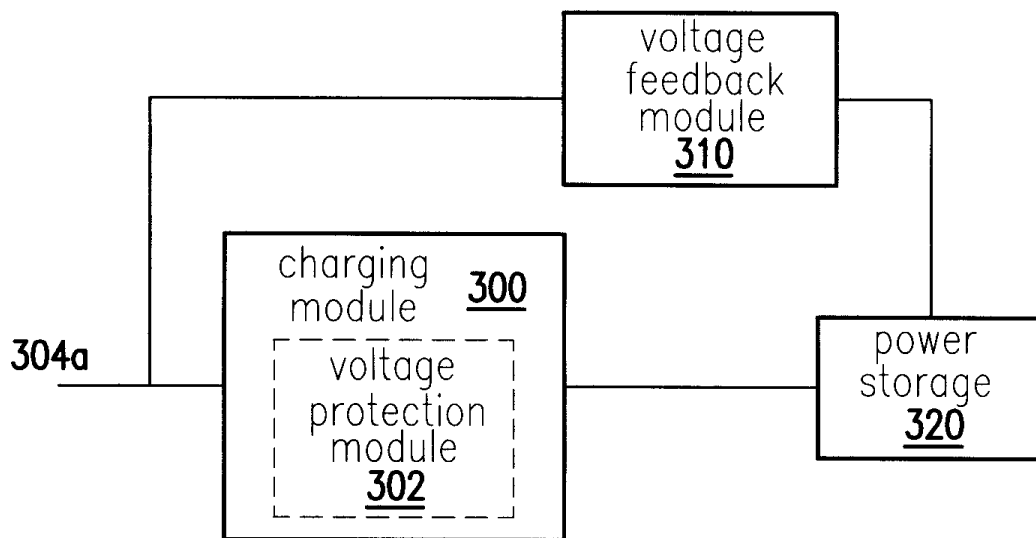 voltage
feedback
module
310
charging
module 300
304a
voltage
protection
module
302
power
storage
320